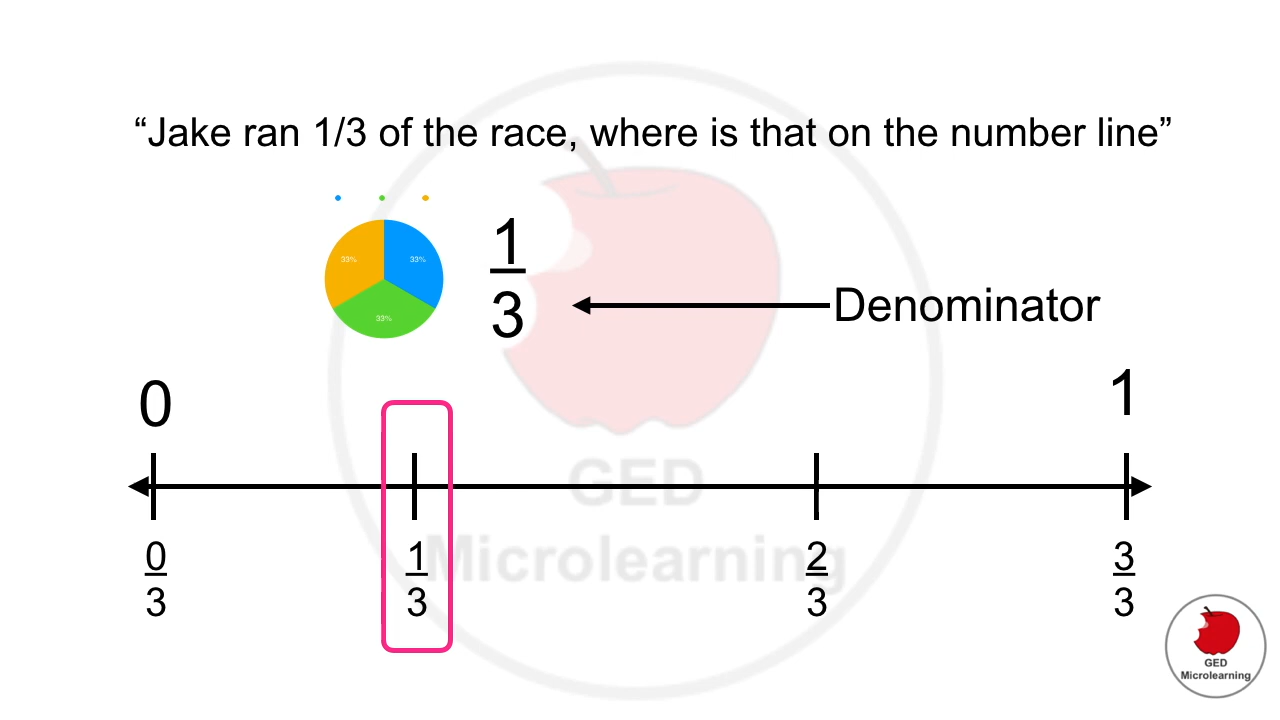 “Jake ran 1/3 of the race, where is that on the number line”
33% 33%
33%
1
3
Denominator
0 1
0 1 2 3
3 3 3 3
GED
Microlearning
GED
Microlearning